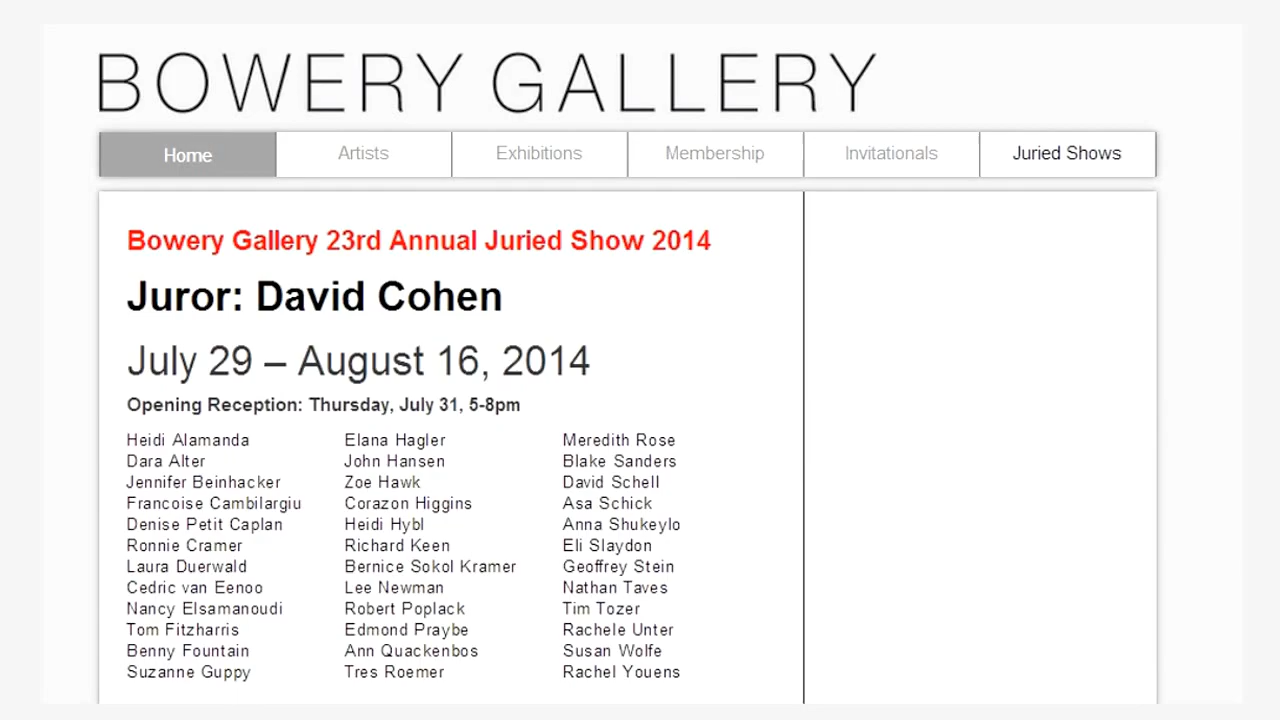 BOWERY GALLERY
Home Artists Exhibitions Membership Invitationals Juried Shows
Bowery Gallery 23rd Annual Juried Show 2014
Juror: David Cohen
July 29 – August 16, 2014
Opening Reception: Thursday, July 31, 5-8pm
Heidi Alamanda
Dara Alter
Jennifer Beinhacker
Francoise Cambilargiu
Denise Petit Caplan
Ronnie Cramer
Laura Duerwald
Cedric van Eenoo
Nancy Elsamanoudi
Tom Fitzharris
Benny Fountain
Suzanne Guppy
Elana Hagler
John Hansen
Zoe Hawk
Corazon Higgins
Heidi Hybl
Richard Keen
Bernice Sokol Kramer
Lee Newman
Robert Poplack
Edmond Praybe
Ann Quackenbos
Tres Roemer
Meredith Rose
Blake Sanders
David Schell
Asa Schick
Anna Shukeylo
Eli Slaydon
Geoffrey Stein
Nathan Taves
Tim Tozer
Rachele Unter
Susan Wolfe
Rachel Youens